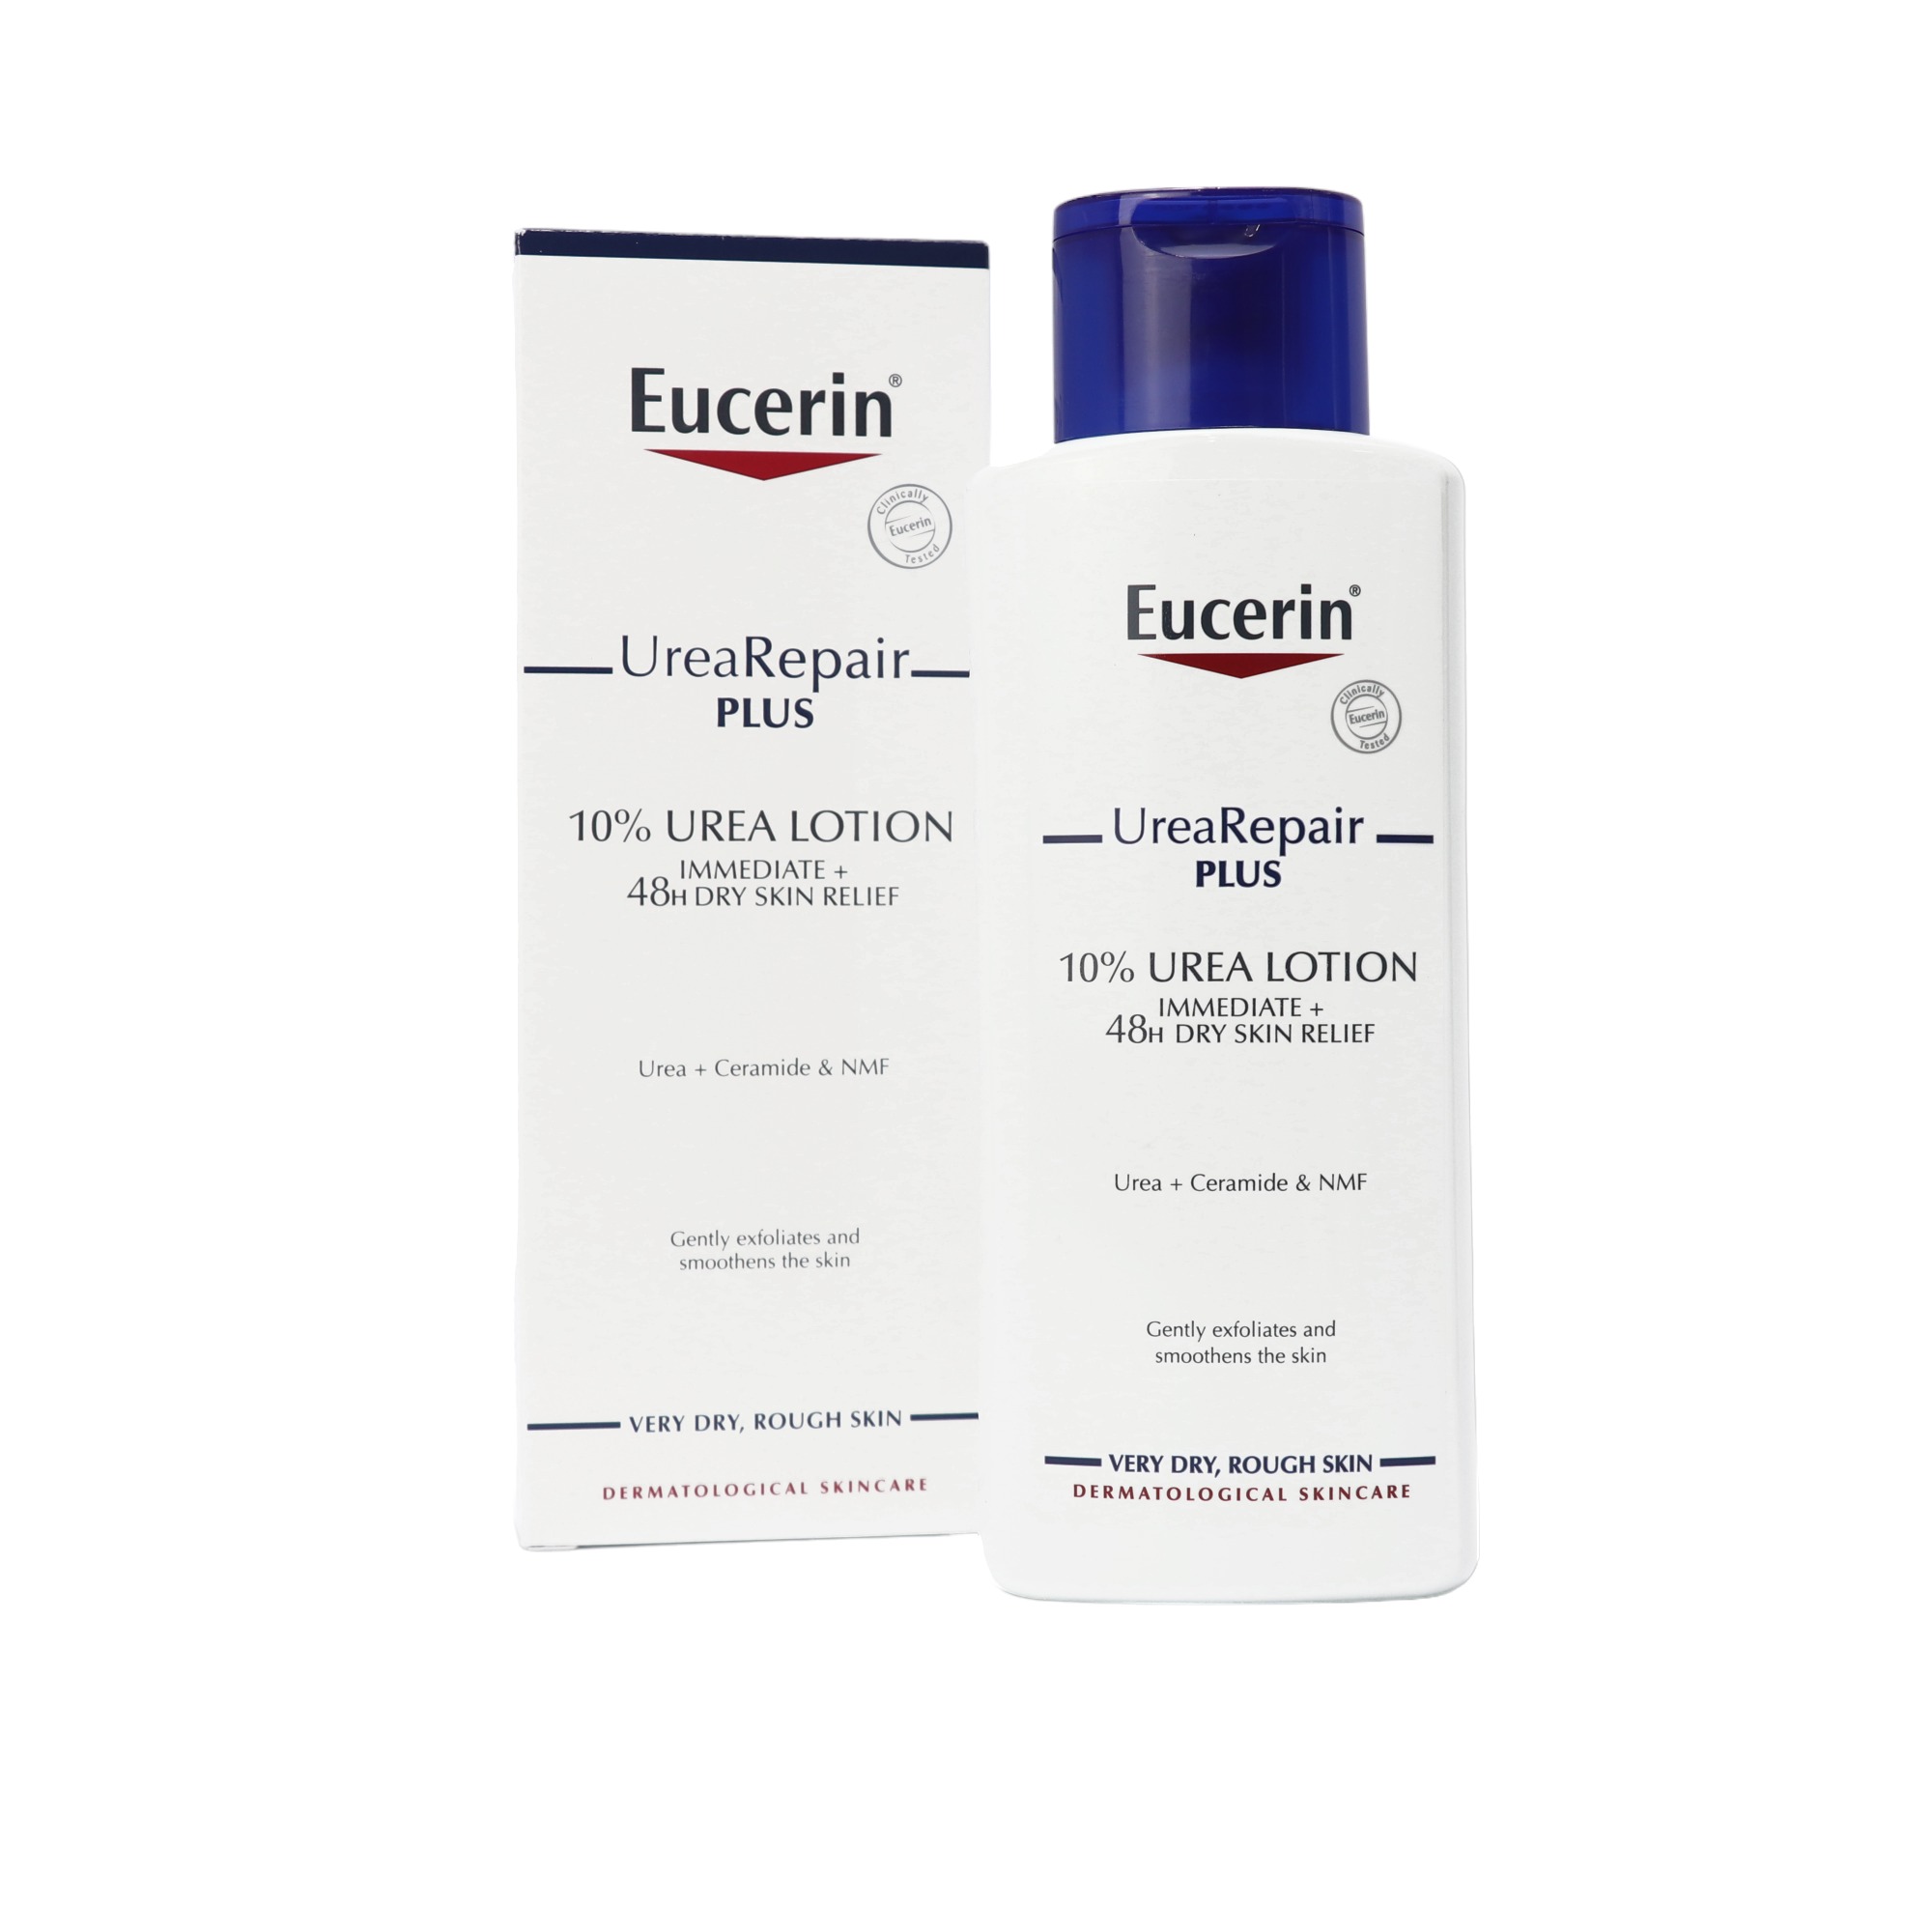 Eucerin®
Clinically
Eucerin
Tested
UreaRepair
PLUS
10% UREA LOTION
IMMEDIATE +
48H DRY SKIN RELIEF
Urea + Ceramide & NMF
Gently exfoliates and
smoothens the skin
VERY DRY, ROUGH SKIN
DERMATOLOGICAL SKINCARE
Eucerin®
Clinically
Eucerin
Tested
UreaRepair
PLUS
10% UREA LOTION
IMMEDIATE +
48H DRY SKIN RELIEF
Urea + Ceramide & NMF
Gently exfoliates and
smoothens the skin
VERY DRY, ROUGH SKIN
DERMATOLOGICAL SKINCARE